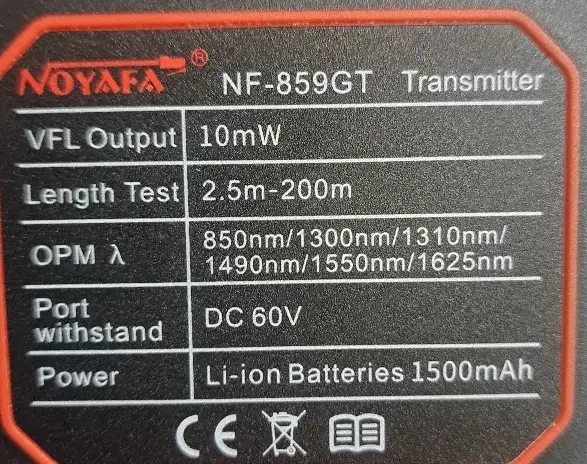 NOYAFA® NF-859GT Transmitter
VFL Output 10mW
Length Test 2.5m-200m
OPM λ 850nm/1300nm/1310nm/
1490nm/1550nm/1625nm
Port
withstand DC 60V
Power Li-ion Batteries 1500mAh
CE